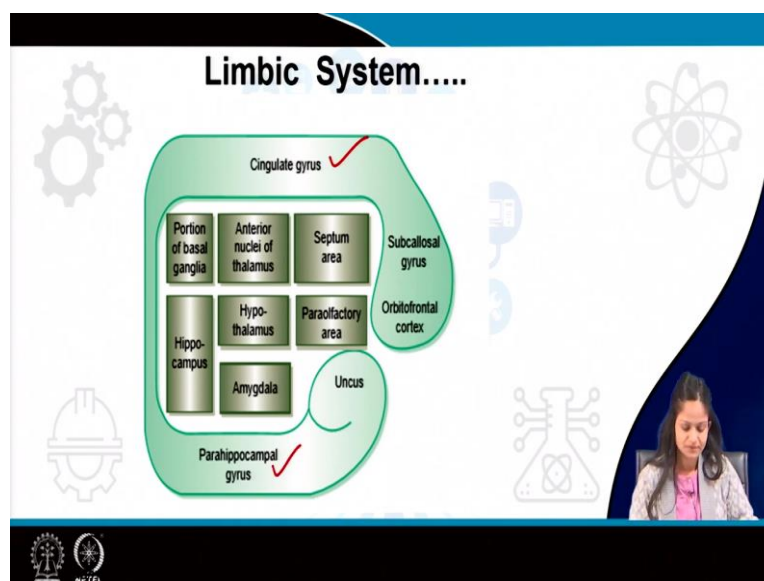 Limbic System.....
Cingulate gyrus
Portion
of basal
ganglia
Anterior
nuclei of
thalamus
Septum
area
Subcallosal
gyrus
Hippo-
campus
Hypo-
thalamus
Paraolfactory
area
Orbitofrontal
cortex
Amygdala
Uncus
Parahippocampal
gyrus